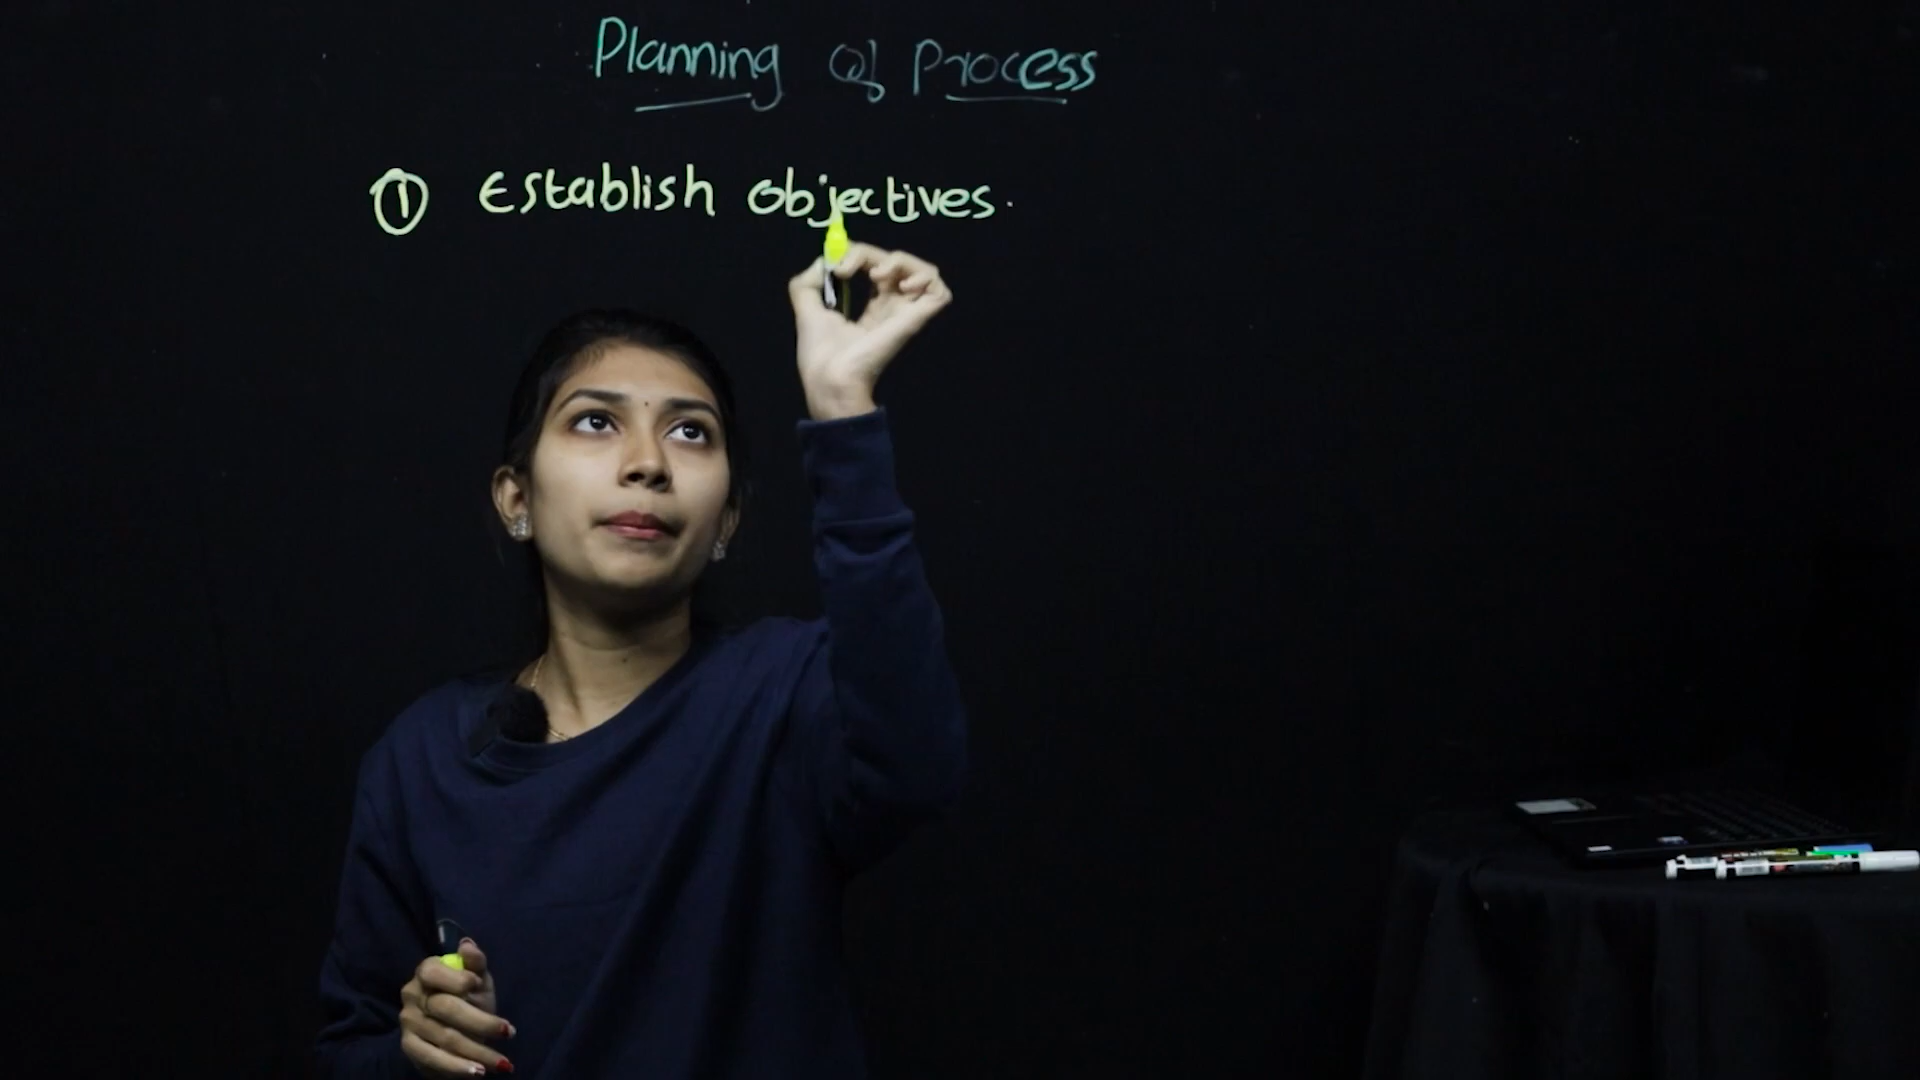 Planning of Process
① Establish objectives.